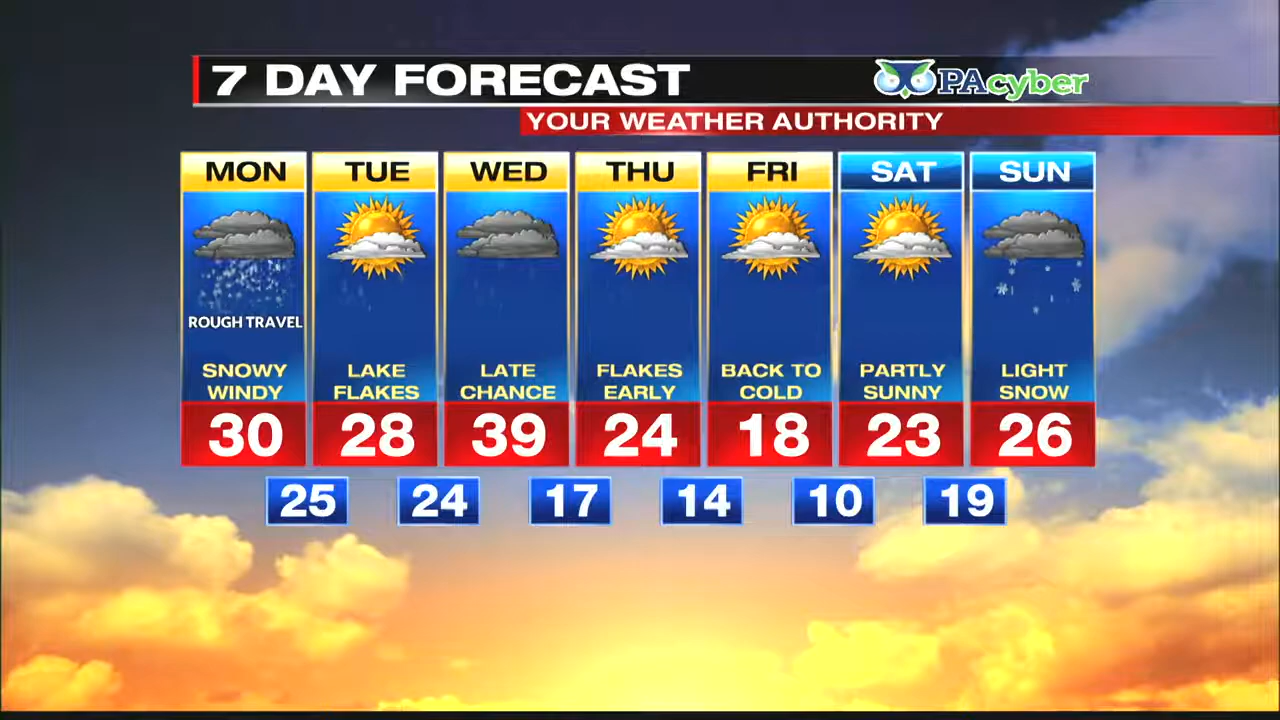 7 DAY FORECAST
PAcyber
YOUR WEATHER AUTHORITY
MON TUE WED THU FRI SAT SUN
ROUGH TRAVEL
SNOWY LAKE LATE FLAKES BACK TO PARTLY LIGHT
WINDY FLAKES CHANCE EARLY COLD SUNNY SNOW
30 28 39 24 18 23 26
25 24 17 14 10 19